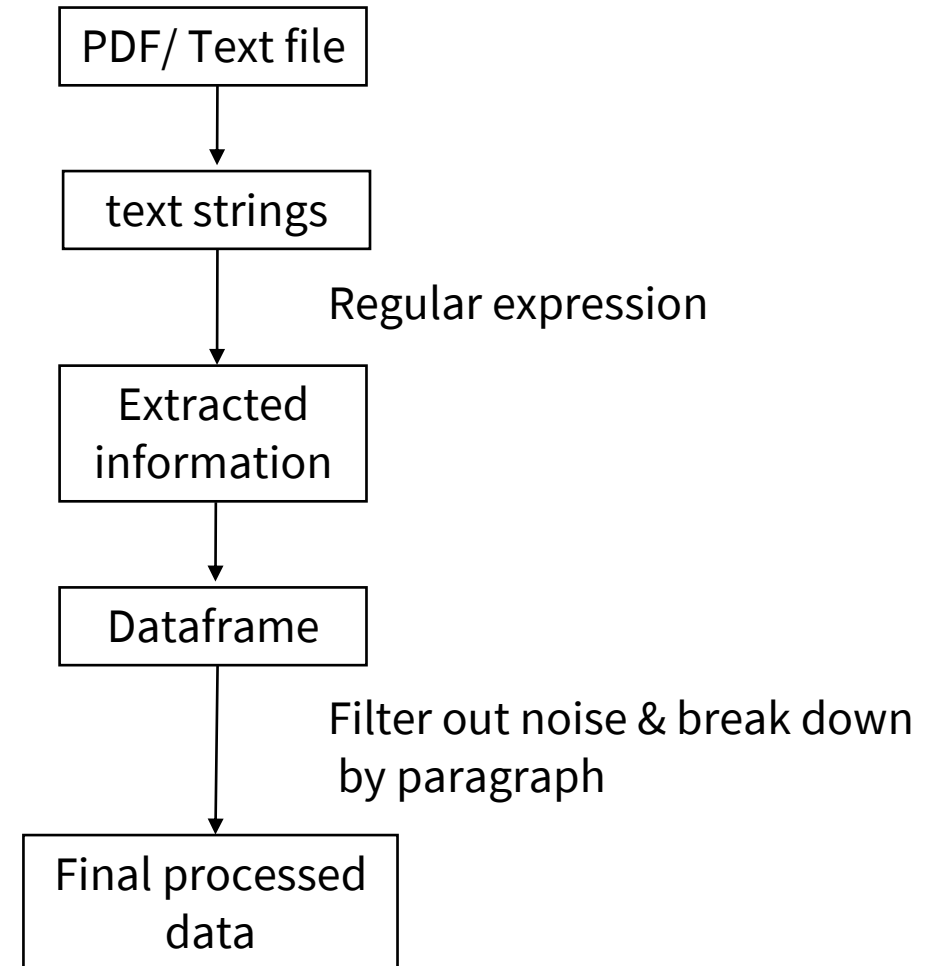 PDF/ Text file
text strings
Regular expression
Extracted
information
Dataframe
Filter out noise & break down
by paragraph
Final processed
data